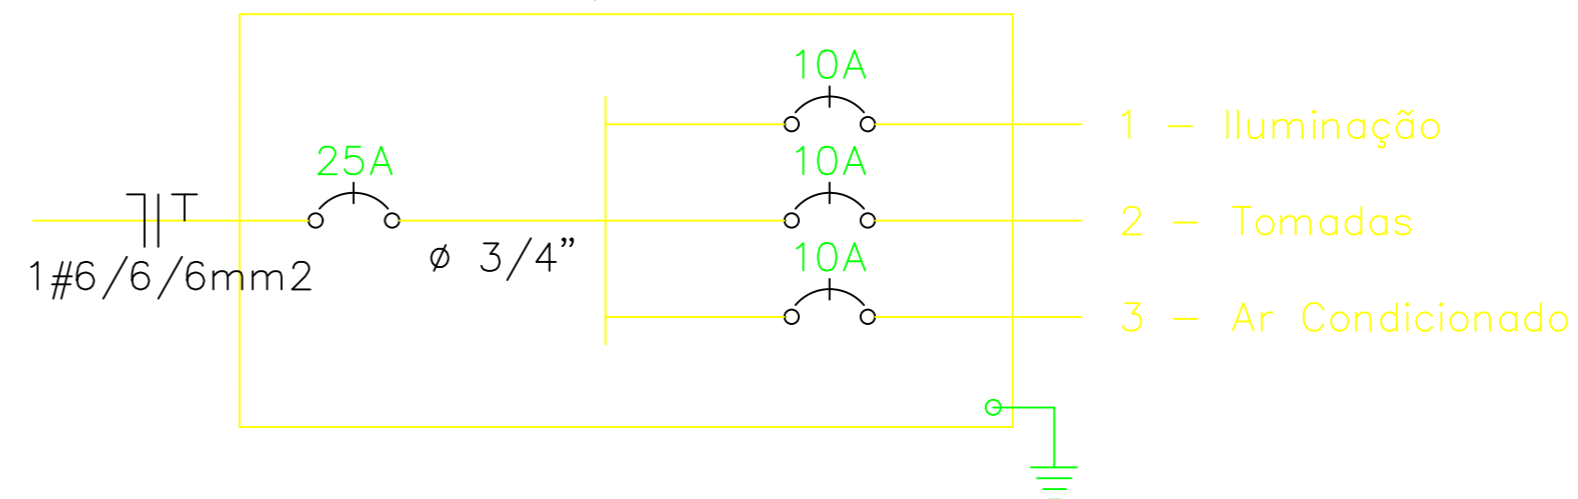 10A
1 - Iluminação
25A
10A
2 - Tomadas
1#6/6/6mm2
ø 3/4"
10A
3 - Ar Condicionado